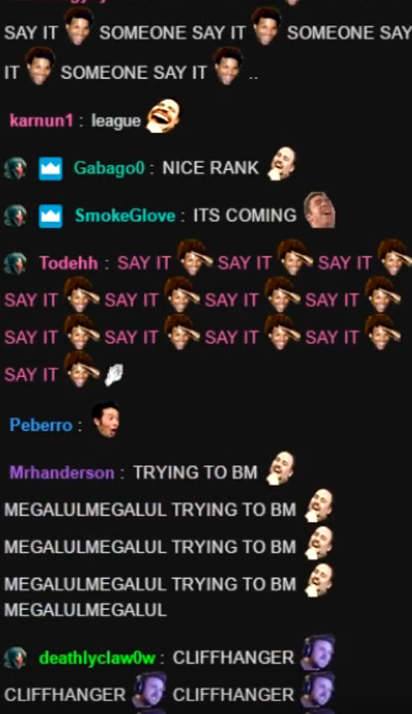 SAY IT SOMEONE SAY IT SOMEONE SAY
IT SOMEONE SAY IT ..
karnun1 : league
Gabago0 : NICE RANK
SmokeGlove : ITS COMING
Todehh : SAY IT SAY IT SAY IT
SAY IT SAY IT SAY IT SAY IT
SAY IT SAY IT SAY IT SAY IT
SAY IT
Peberro :
Mrhanderson : TRYING TO BM
MEGALULMEGALUL TRYING TO BM
MEGALULMEGALUL TRYING TO BM
MEGALULMEGALUL TRYING TO BM
MEGALULMEGALUL
deathlyclaw0w : CLIFFHANGER
CLIFFHANGER CLIFFHANGER